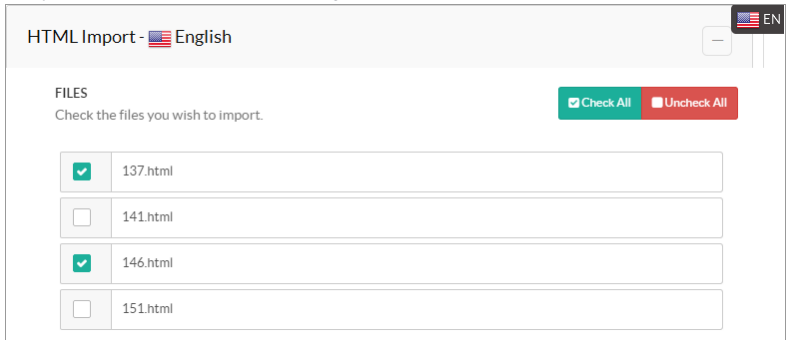 EN
HTML Import - English
FILES
Check All Uncheck All
Check the files you wish to import.
137.html
141.html
146.html
151.html